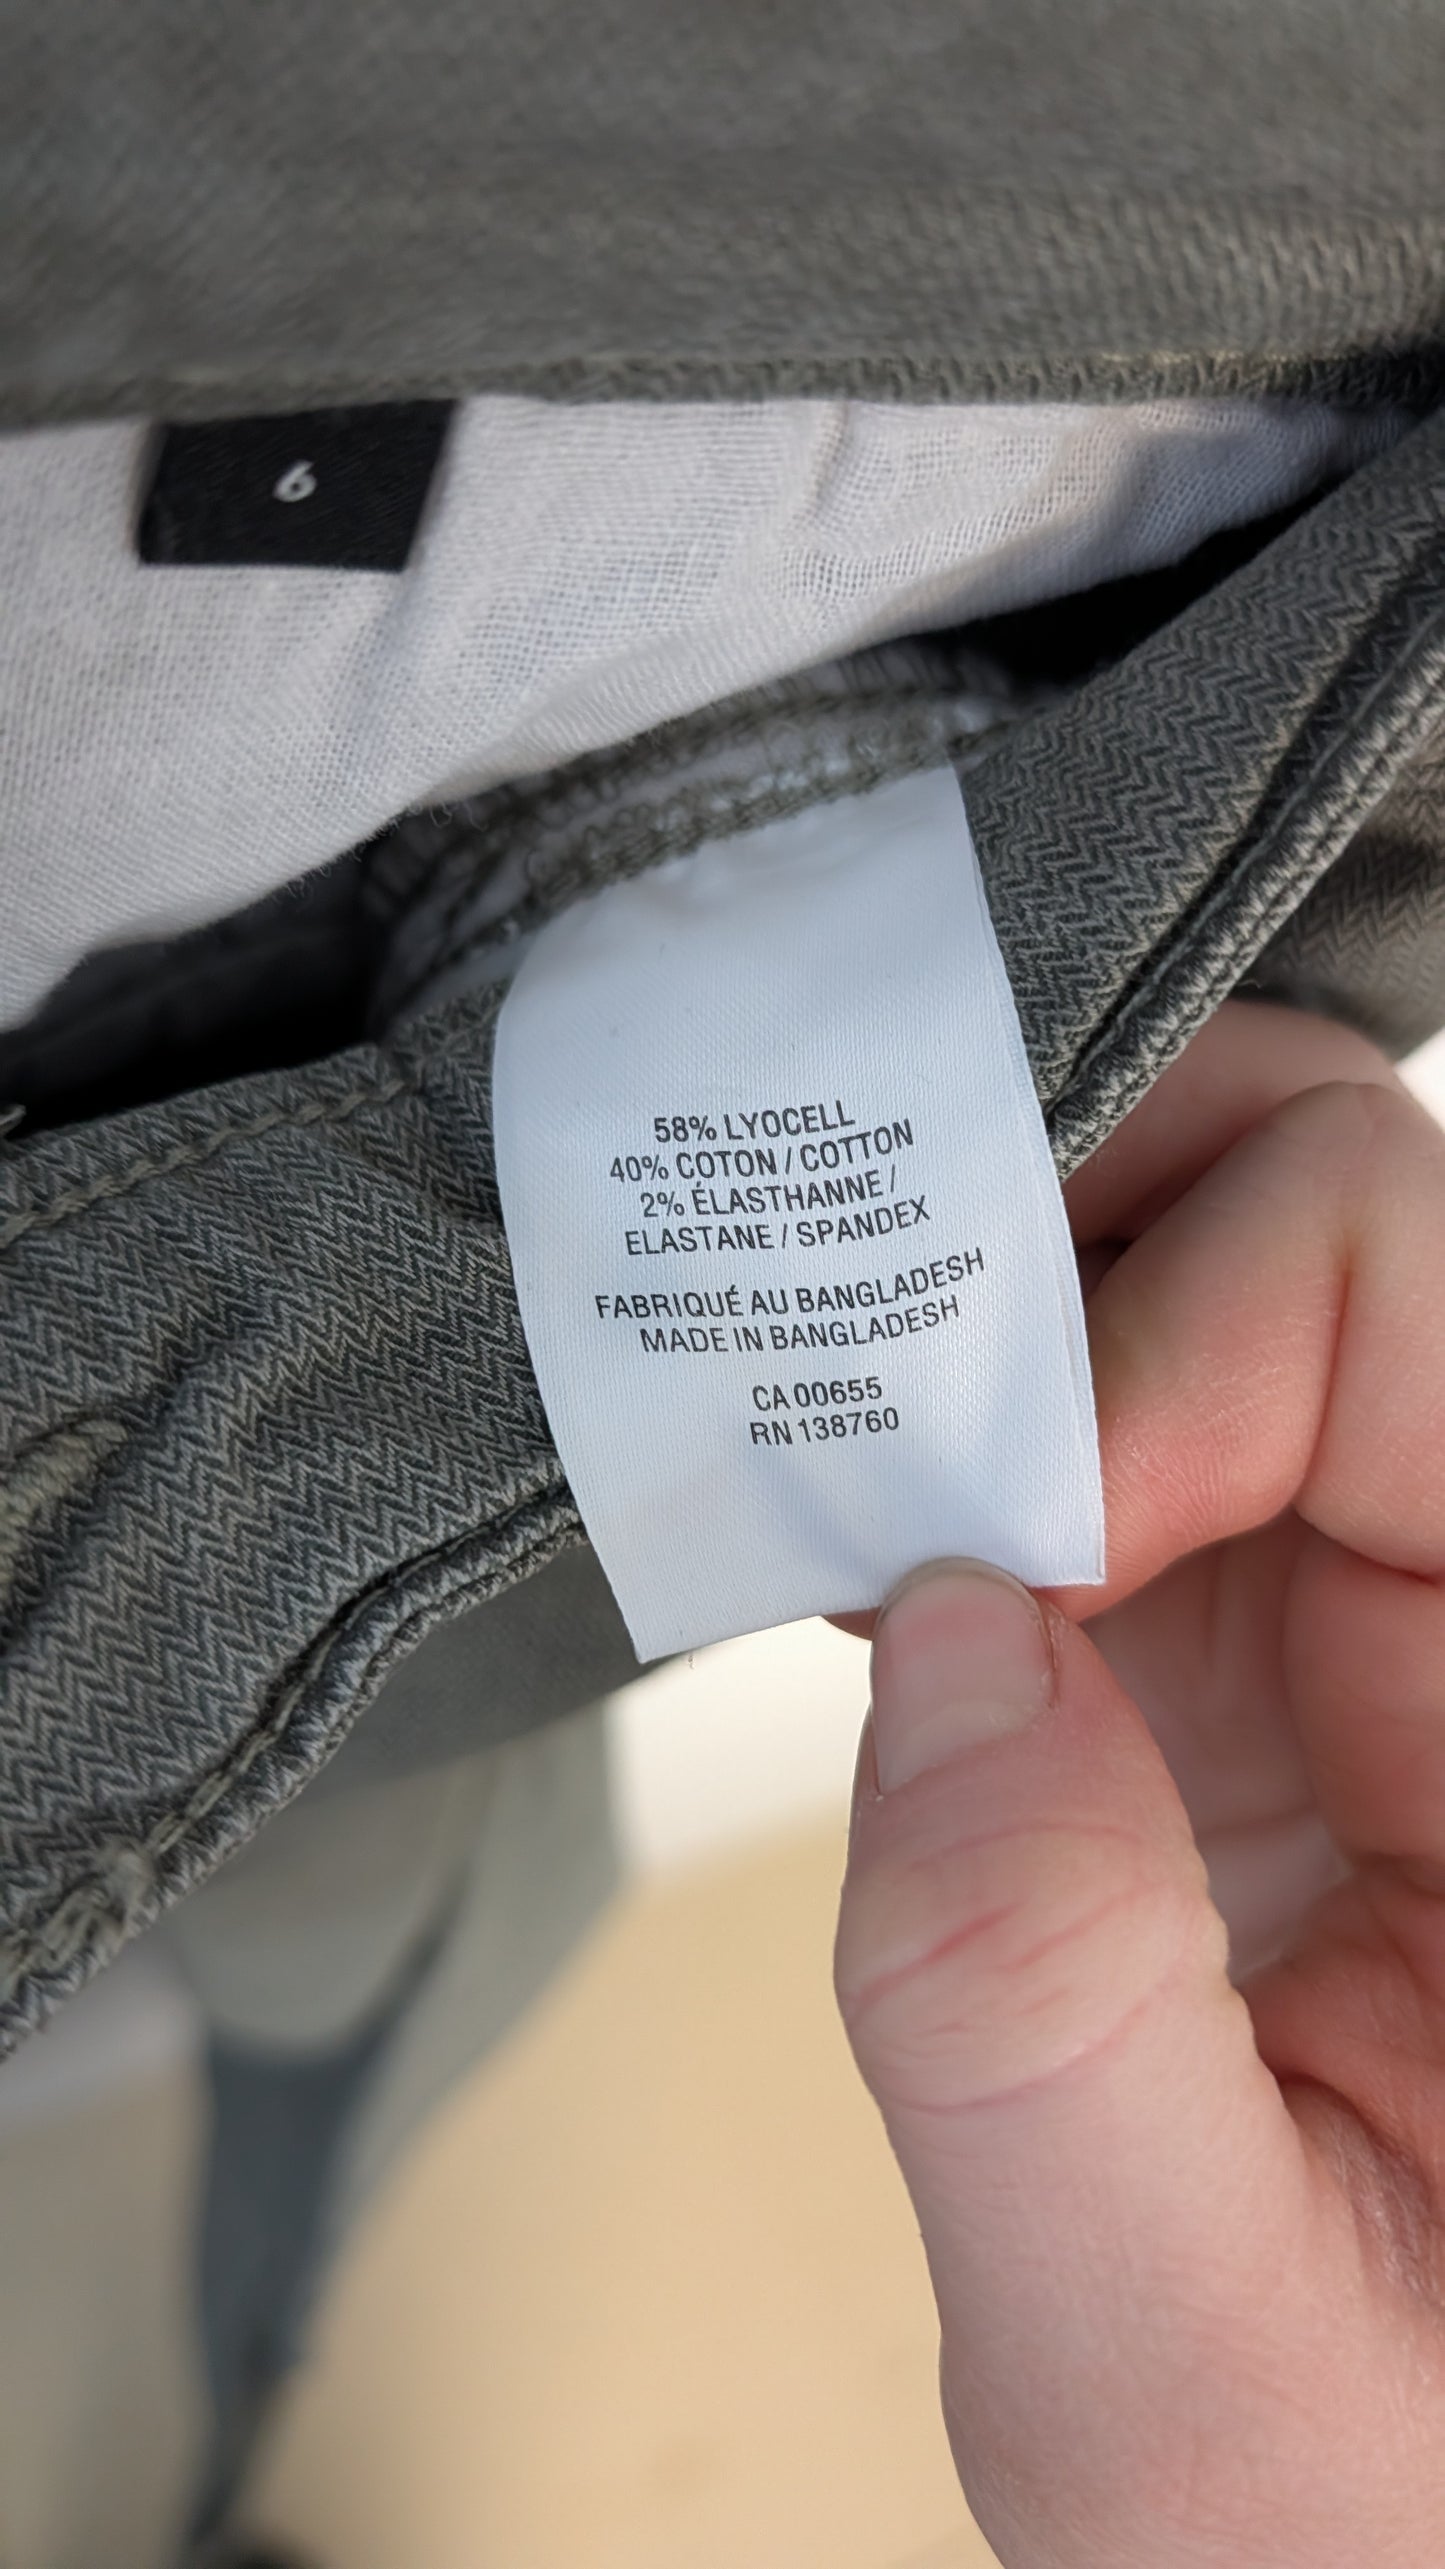 6
58% LYOCELL
40% COTON / COTTON
2% ÉLASTHANNE /
ELASTANE / SPANDEX
FABRIQUÉ AU BANGLADESH
MADE IN BANGLADESH
CA 00655
RN 138760